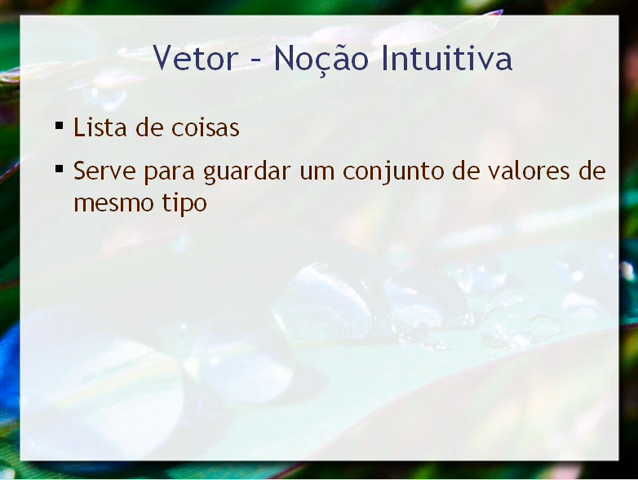 Vetor – Noção Intuitiva
▪ Lista de coisas
▪ Serve para guardar um conjunto de valores de
mesmo tipo